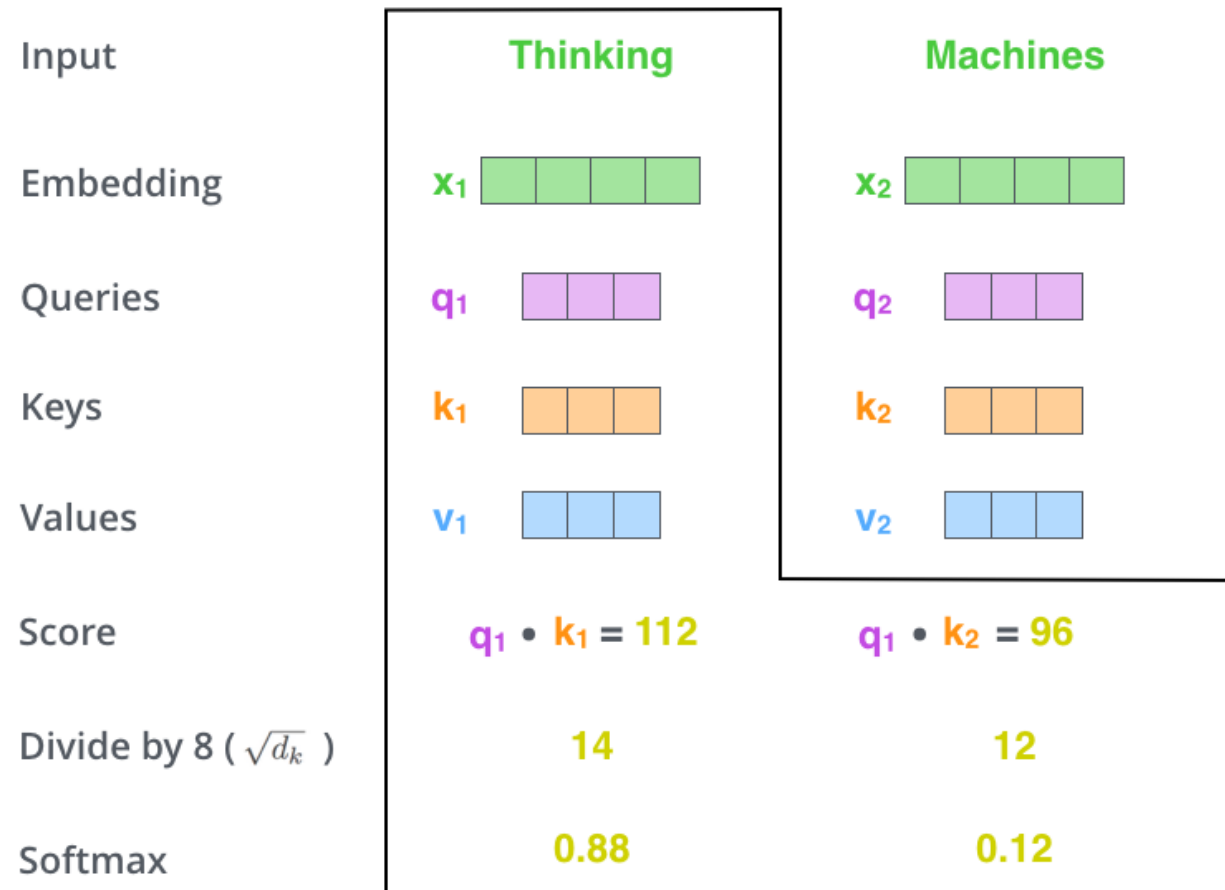 Input Thinking Machines
Embedding x₁ x₂
Queries q₁ q₂
Keys k₁ k₂
Values v₁ v₂
Score q₁ • k₁ = 112 q₁ • k₂ = 96
Divide by 8 ( √dₖ ) 14 12
Softmax 0.88 0.12